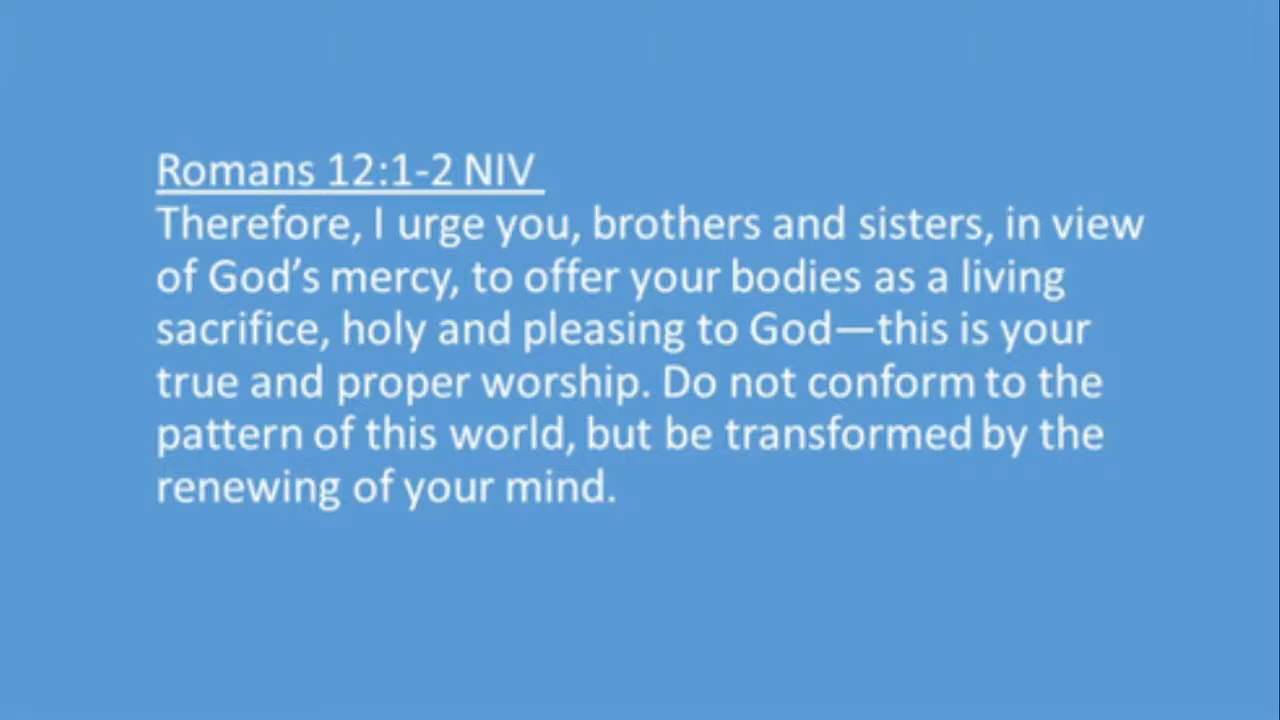 Romans 12:1-2 NIV
Therefore, I urge you, brothers and sisters, in view
of God’s mercy, to offer your bodies as a living
sacrifice, holy and pleasing to God—this is your
true and proper worship. Do not conform to the
pattern of this world, but be transformed by the
renewing of your mind.